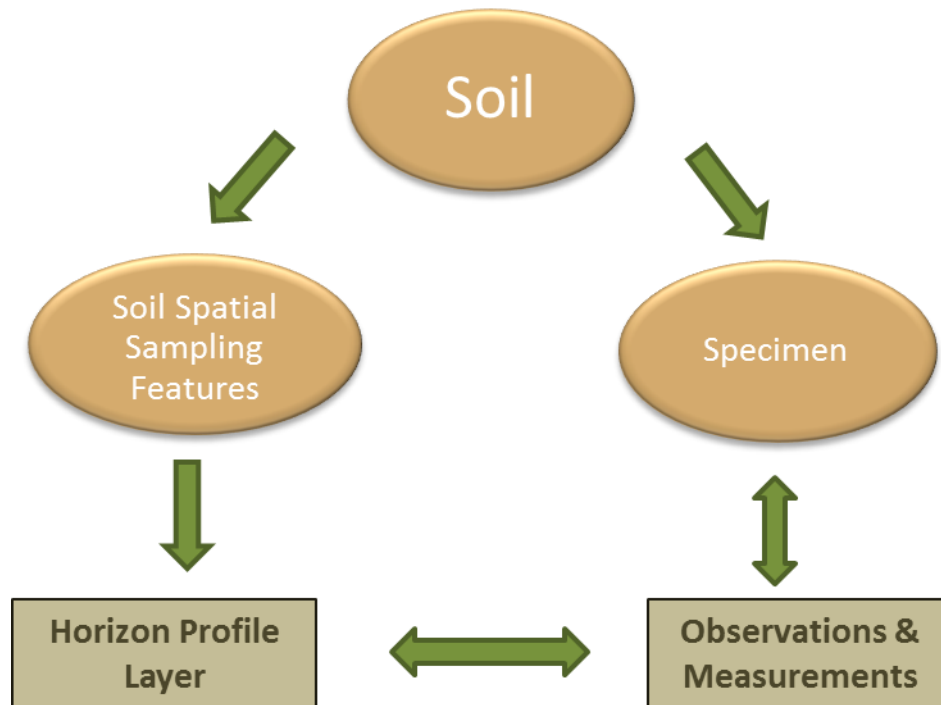 Soil
Soil Spatial
Sampling
Features
Specimen
Horizon Profile
Layer
Observations &
Measurements